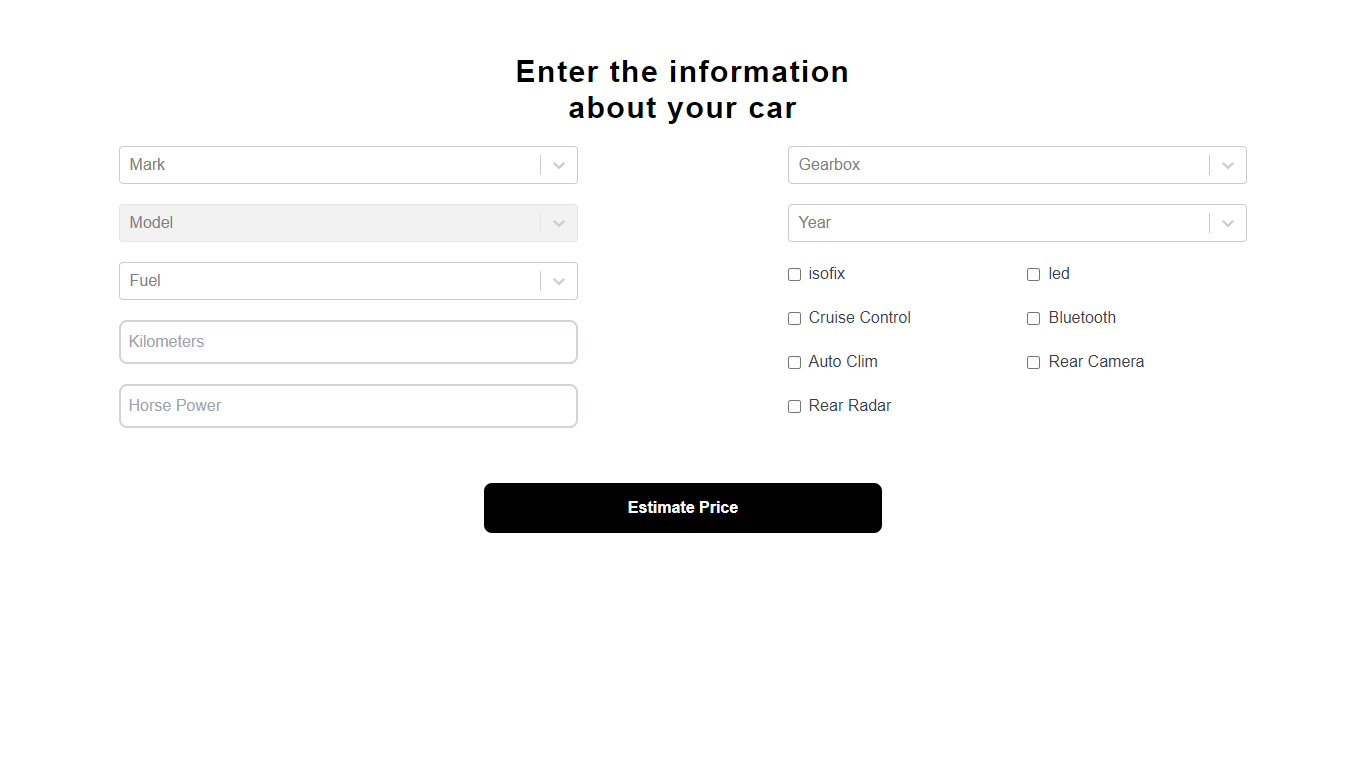 Enter the information
about your car
Mark
Model
Fuel
Kilometers
Horse Power
Gearbox
Year
isofix
led
Cruise Control
Bluetooth
Auto Clim
Rear Camera
Rear Radar
Estimate Price